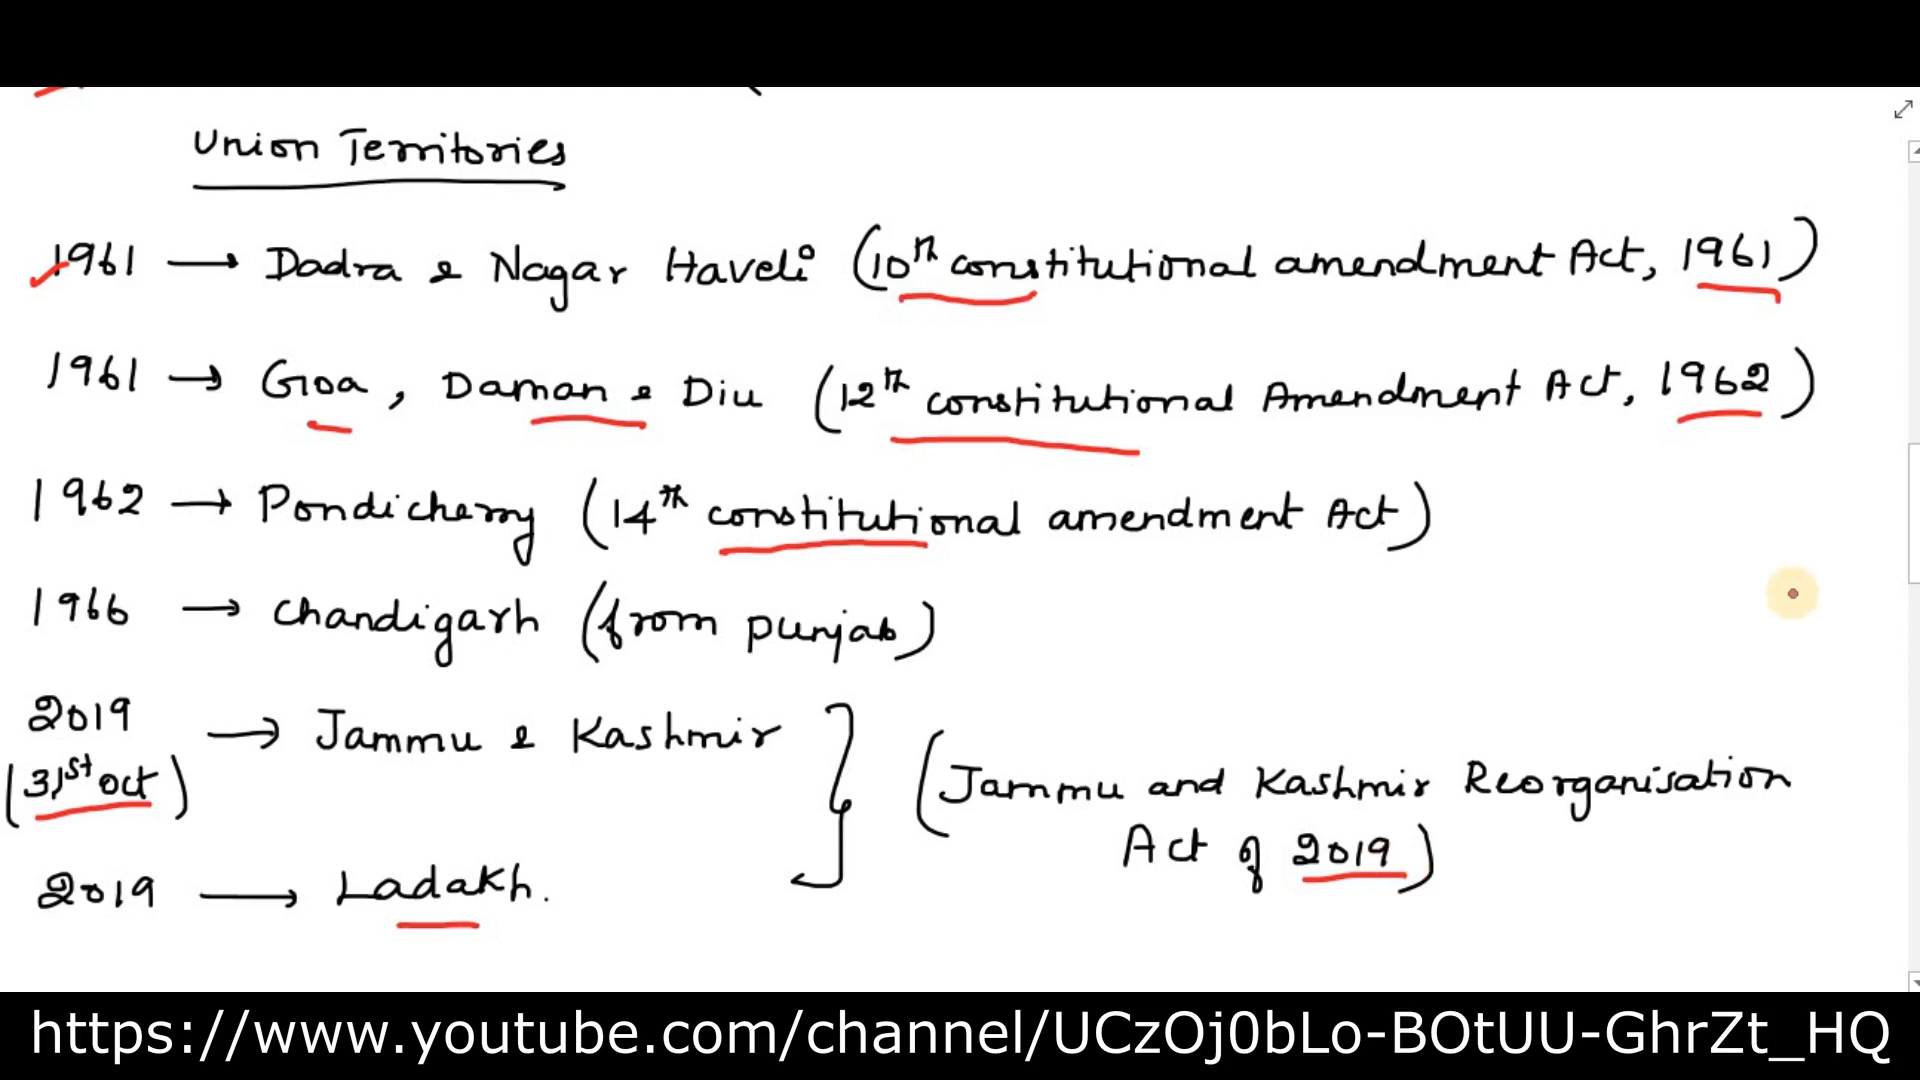 Union Territories
1961 → Dadra & Nagar Haveli (10th constitutional amendment Act, 1961)
1961 → Goa, Daman & Diu (12th constitutional Amendment Act, 1962)
1962 → Pondicherry (14th constitutional amendment Act)
1966 → Chandigarh (from punjab)
2019 (31st oct) → Jammu & Kashmir
(Jammu and Kashmir Reorganisation
Act of 2019)
2019 → Ladakh.
https://www.youtube.com/channel/UCzOj0bLo-BOtUU-GhrZt_HQ